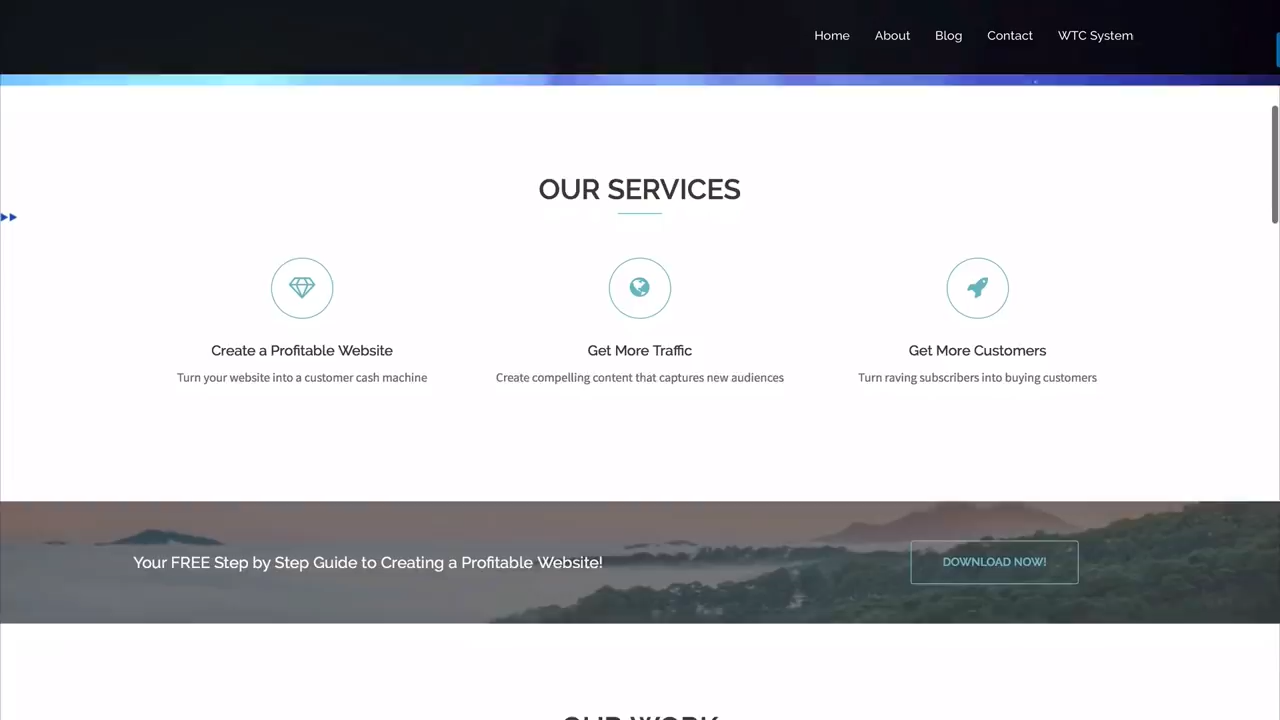 Home About Blog Contact WTC System
OUR SERVICES
Create a Profitable Website Get More Traffic Get More Customers
Turn your website into a customer cash machine Create compelling content that captures new audiences Turn raving subscribers into buying customers
Your FREE Step by Step Guide to Creating a Profitable Website! DOWNLOAD NOW!
OUR WORK